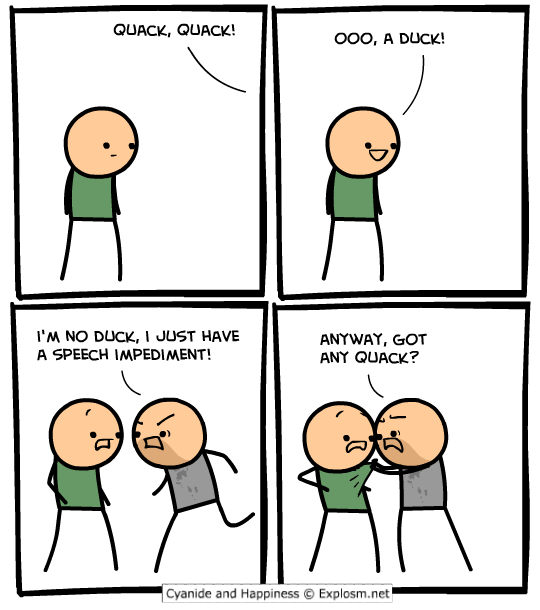 QUACK, QUACK!
OOO, A DUCK!
I'M NO DUCK, I JUST HAVE
A SPEECH IMPEDIMENT!
ANYWAY, GOT
ANY QUACK?
Cyanide and Happiness © Explosm.net